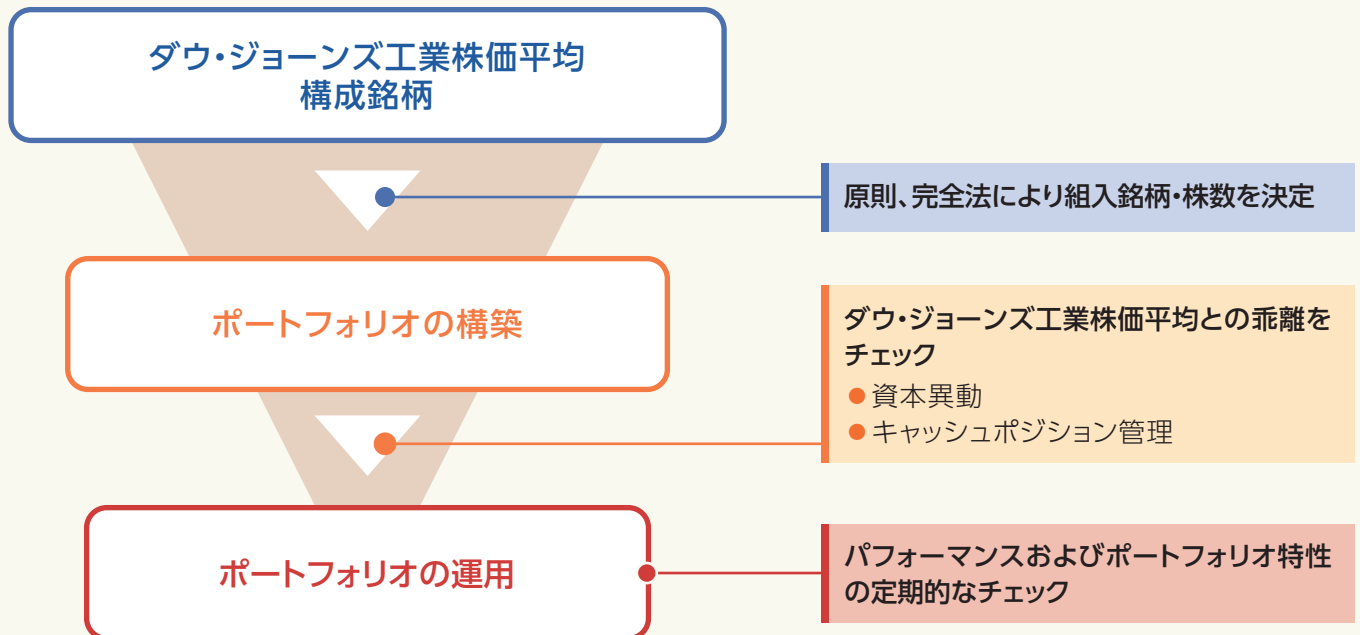 ダウ・ジョーンズ工業株価平均
構成銘柄
原則、完全法により組入銘柄・株数を決定
ポートフォリオの構築
ダウ・ジョーンズ工業株価平均との乖離を
チェック
● 資本異動
● キャッシュポジション管理
ポートフォリオの運用
パフォーマンスおよびポートフォリオ特性
の定期的なチェック